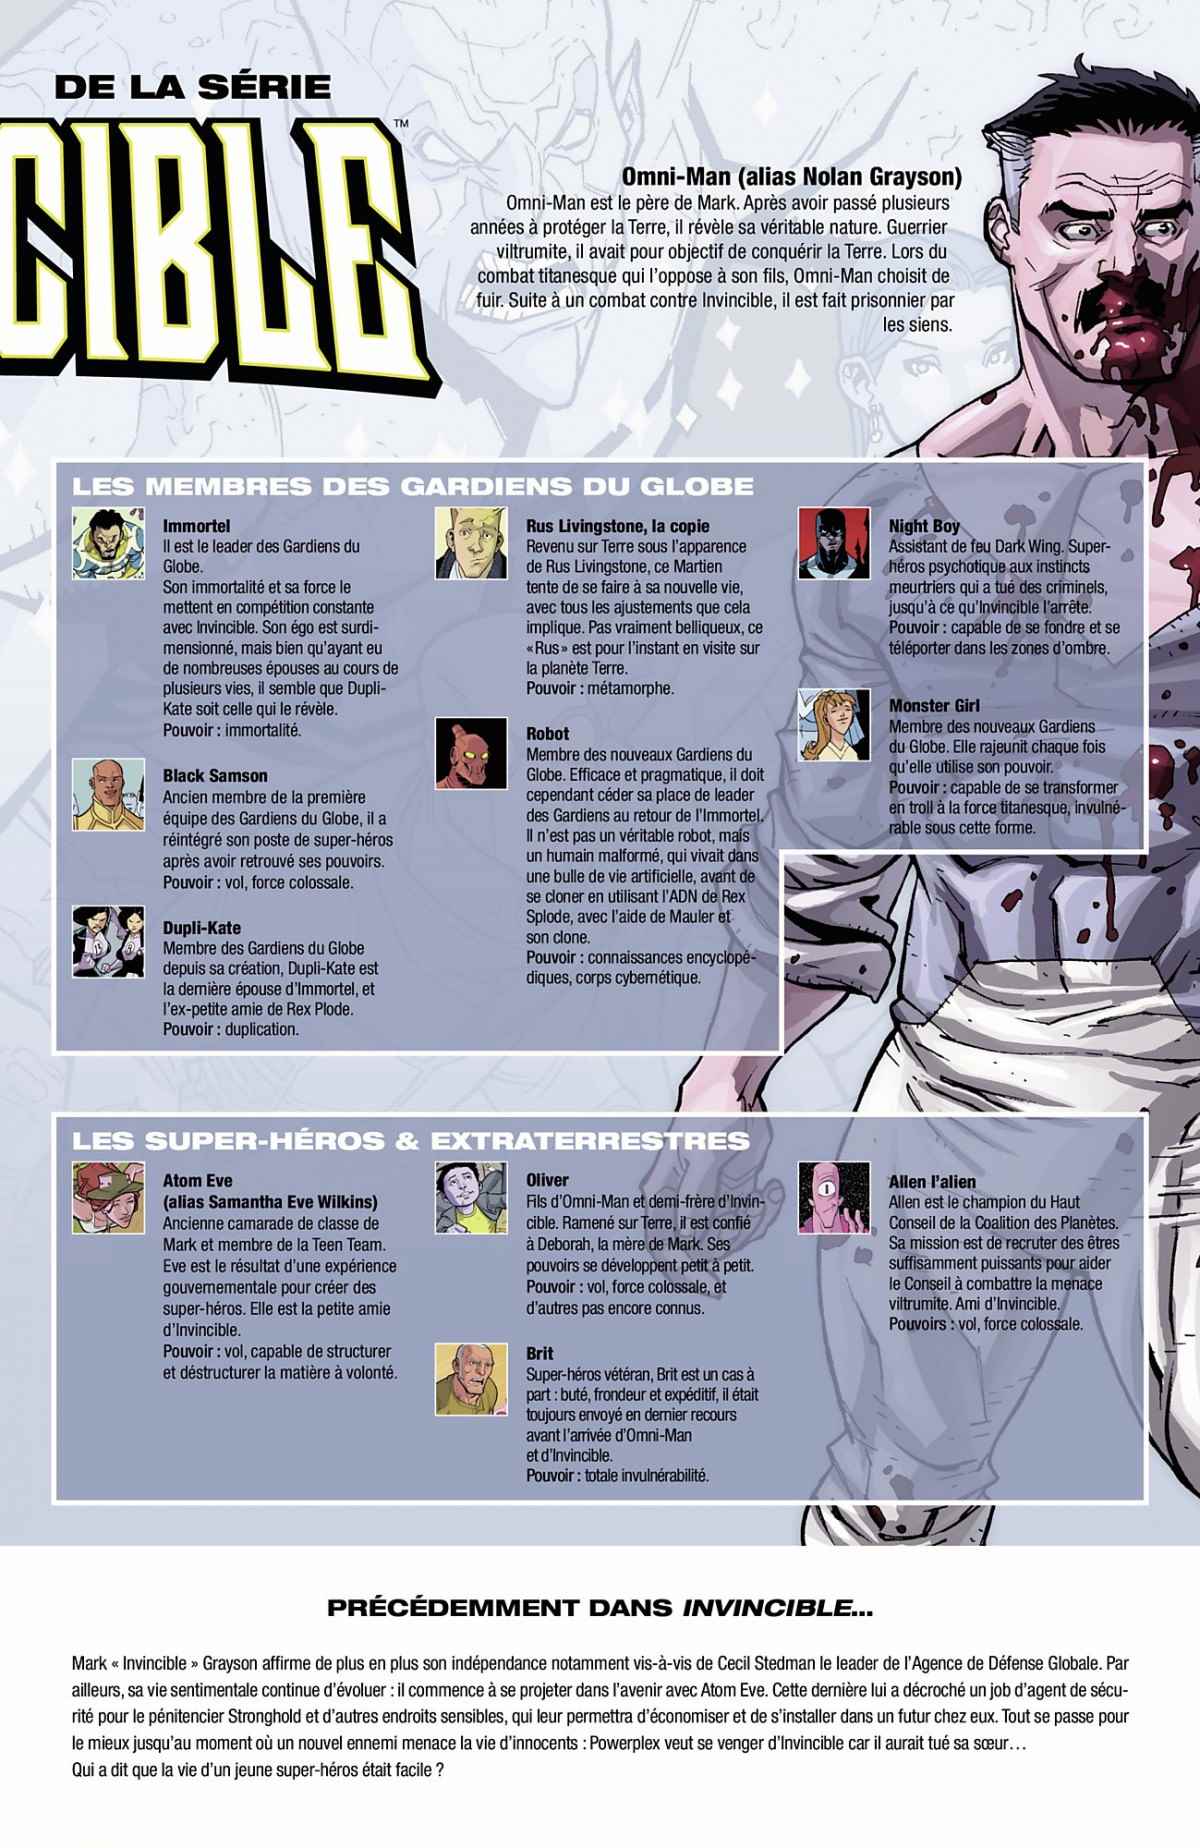 DE LA SÉRIE
CIBLE™
Omni-Man (alias Nolan Grayson)
Omni-Man est le père de Mark. Après avoir passé plusieurs
années à protéger la Terre, il révèle sa véritable nature. Guerrier
viltrumite, il avait pour objectif de conquérir la Terre. Lors du
combat titanesque qui l'oppose à son fils, Omni-Man choisit de
fuir. Suite à un combat contre Invincible, il est fait prisonnier par
les siens.
LES MEMBRES DES GARDIENS DU GLOBE
Immortel
Il est le leader des Gardiens du
Globe.
Son immortalité et sa force le
mettent en compétition constante
avec Invincible. Son égo est surdi-
mensionné, mais bien qu'ayant eu
de nombreuses épouses au cours de
plusieurs vies, il semble que Dupli-
Kate soit celle qui le révèle.
Pouvoir : immortalité.
Black Samson
Ancien membre de la première
équipe des Gardiens du Globe, il a
réintégré son poste de super-héros
après avoir retrouvé ses pouvoirs.
Pouvoir : vol, force colossale.
Dupli-Kate
Membre des Gardiens du Globe
depuis sa création, Dupli-Kate est
la dernière épouse d'Immortel, et
l'ex-petite amie de Rex Plode.
Pouvoir : duplication.
Rus Livingstone, la copie
Revenu sur Terre sous l'apparence
de Rus Livingstone, ce Martien
tente de se faire à sa nouvelle vie,
avec tous les ajustements que cela
implique. Pas vraiment belliqueux, ce
«Rus» est pour l'instant en visite sur
la planète Terre.
Pouvoir : métamorphe.
Robot
Membre des nouveaux Gardiens du
Globe. Efficace et pragmatique, il doit
cependant céder sa place de leader
des Gardiens au retour de l'Immortel.
Il n'est pas un véritable robot, mais
un humain malformé, qui vivait dans
une bulle de vie artificielle, avant de
se cloner en utilisant l'ADN de Rex
Splode, avec l'aide de Mauler et
son clone.
Pouvoir : connaissances encyclopé-
diques, corps cybernétique.
Night Boy
Assistant de feu Dark Wing. Super-
héros psychotique aux instincts
meurtriers qui a tué des criminels,
jusqu'à ce qu'Invincible l'arrête.
Pouvoir : capable de se fondre et se
téléporter dans les zones d'ombre.
Monster Girl
Membre des nouveaux Gardiens
du Globe. Elle rajeunit chaque fois
qu'elle utilise son pouvoir.
Pouvoir : capable de se transformer
en troll à la force titanesque, invulné-
rable sous cette forme.
LES SUPER-HÉROS & EXTRATERRESTRES
Atom Eve
(alias Samantha Eve Wilkins)
Ancienne camarade de classe de
Mark et membre de la Teen Team.
Eve est le résultat d'une expérience
gouvernementale pour créer des
super-héros. Elle est la petite amie
d'Invincible.
Pouvoir : vol, capable de structurer
et déstructurer la matière à volonté.
Oliver
Fils d'Omni-Man et demi-frère d'Invin-
cible. Ramené sur Terre, il est confié
à Deborah, la mère de Mark. Ses
pouvoirs se développent petit à petit.
Pouvoir : vol, force colossale, et
d'autres pas encore connus.
Brit
Super-héros vétéran, Brit est un cas à
part : buté, frondeur et expéditif, il était
toujours envoyé en dernier recours
avant l'arrivée d'Omni-Man
et d'Invincible.
Pouvoir : totale invulnérabilité.
Allen l'alien
Allen est le champion du Haut
Conseil de la Coalition des Planètes.
Sa mission est de recruter des êtres
suffisamment puissants pour aider
le Conseil à combattre la menace
viltrumite. Ami d'Invincible.
Pouvoirs : vol, force colossale.
PRÉCÉDEMMENT DANS INVINCIBLE...
Mark « Invincible » Grayson affirme de plus en plus son indépendance notamment vis-à-vis de Cecil Stedman le leader de l'Agence de Défense Globale. Par
ailleurs, sa vie sentimentale continue d'évoluer : il commence à se projeter dans l'avenir avec Atom Eve. Cette dernière lui a décroché un job d'agent de sécu-
rité pour le pénitencier Stronghold et d'autres endroits sensibles, qui leur permettra d'économiser et de s'installer dans un futur chez eux. Tout se passe pour
le mieux jusqu'au moment où un nouvel ennemi menace la vie d'innocents : Powerplex veut se venger d'Invincible car il aurait tué sa sœur…
Qui a dit que la vie d'un jeune super-héros était facile ?